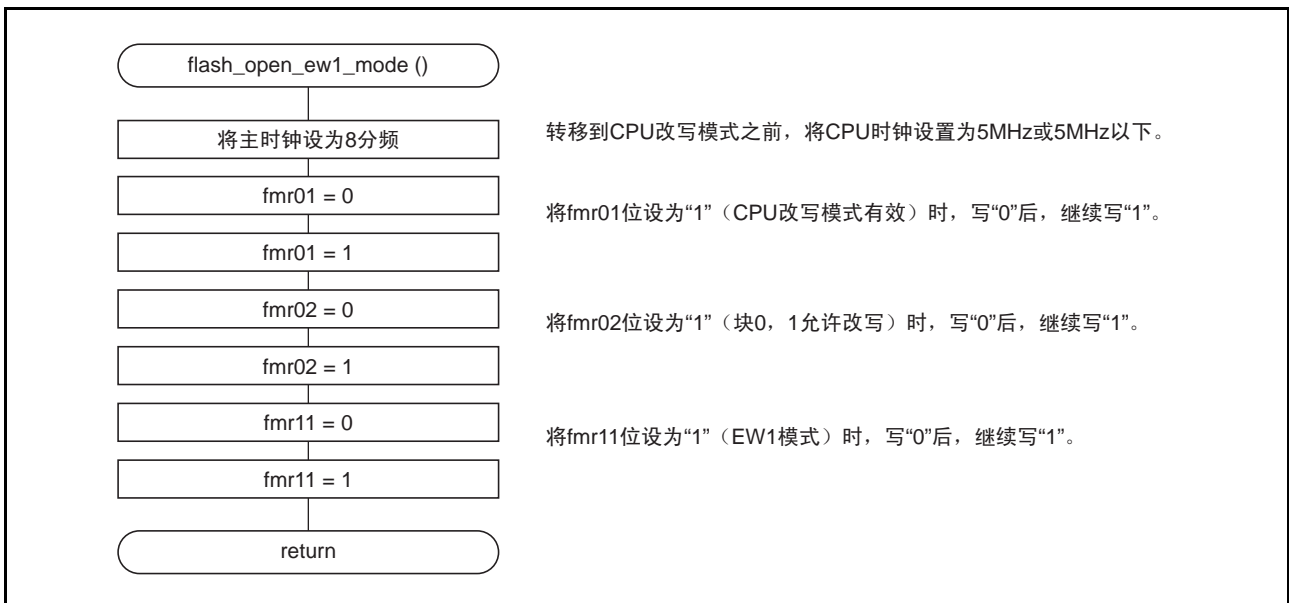 flash_open_ew1_mode ()
将主时钟设为8分频
转移到CPU改写模式之前，将CPU时钟设置为5MHz或5MHz以下。
fmr01 = 0
将fmr01位设为“1”（CPU改写模式有效）时，写“0”后，继续写“1”。
fmr01 = 1
fmr02 = 0
将fmr02位设为“1”（块0，1允许改写）时，写“0”后，继续写“1”。
fmr02 = 1
fmr11 = 0
将fmr11位设为“1”（EW1模式）时，写“0”后，继续写“1”。
fmr11 = 1
return